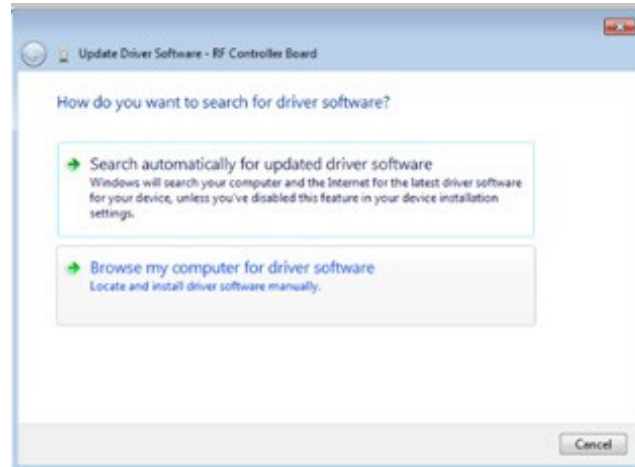 Update Driver Software - RF Controller Board
How do you want to search for driver software?
Search automatically for updated driver software
Windows will search your computer and the Internet for the latest driver software
for your device, unless you've disabled this feature in your device installation
settings.
Browse my computer for driver software
Locate and install driver software manually.
Cancel